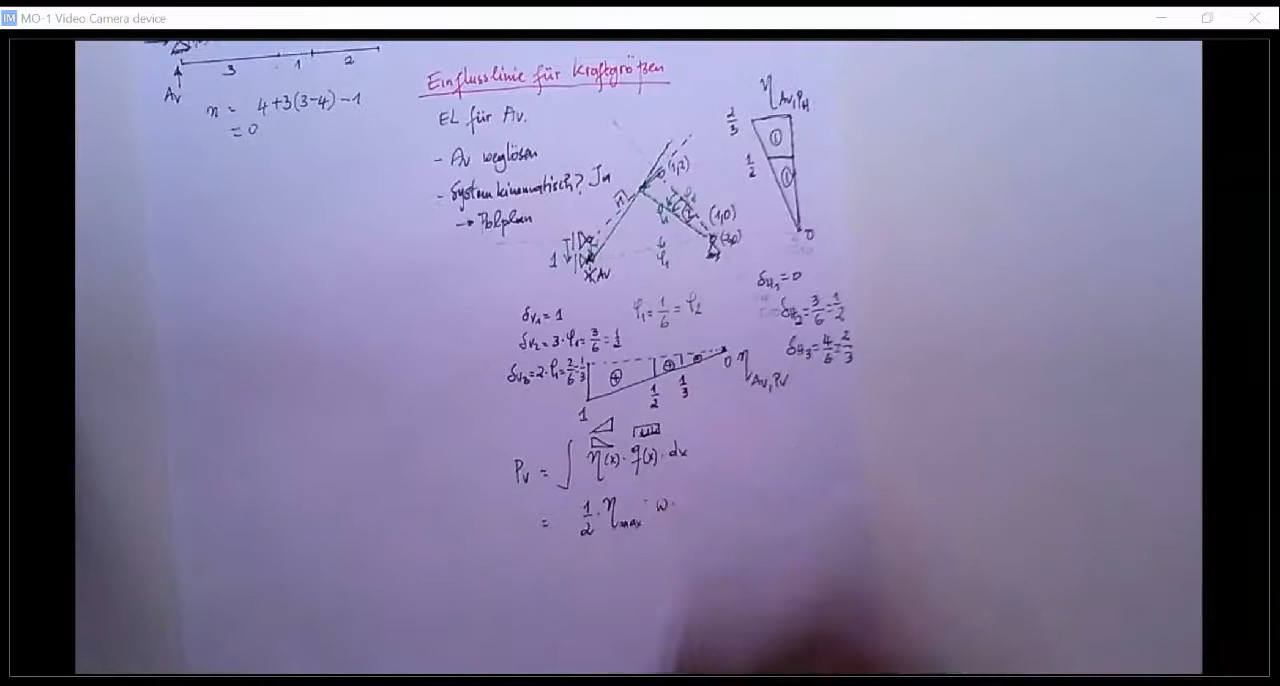 IM MO-1 Video Camera device
3 1 2
Av
n = 4+3(3-4)-1
= 0
Einflusslinie für Kraftgrößen
EL für Av.
- Av weglösen
- System kinematisch? Ja
→ Polplan
(1,2)
(1,0)
(2,0)
φ₁
1
Av
η Av,PH
2/3
1/2
0
δv₁ = 1
φ₁ = 1/6 = φ₂
δv₂ = 3·φ₁ = 3/6 = 1/2
δv₃ = 2·φ₁ = 2/6 = 1/3
δH₁ = 0
δH₂ = 3/6 = 1/2
δH₃ = 4/6 = 2/3
1 1/2 1/3 0
η Av,Pv
Pv = ∫ η(x)·q(x)·dx
= 1/2 · ηmax · w·